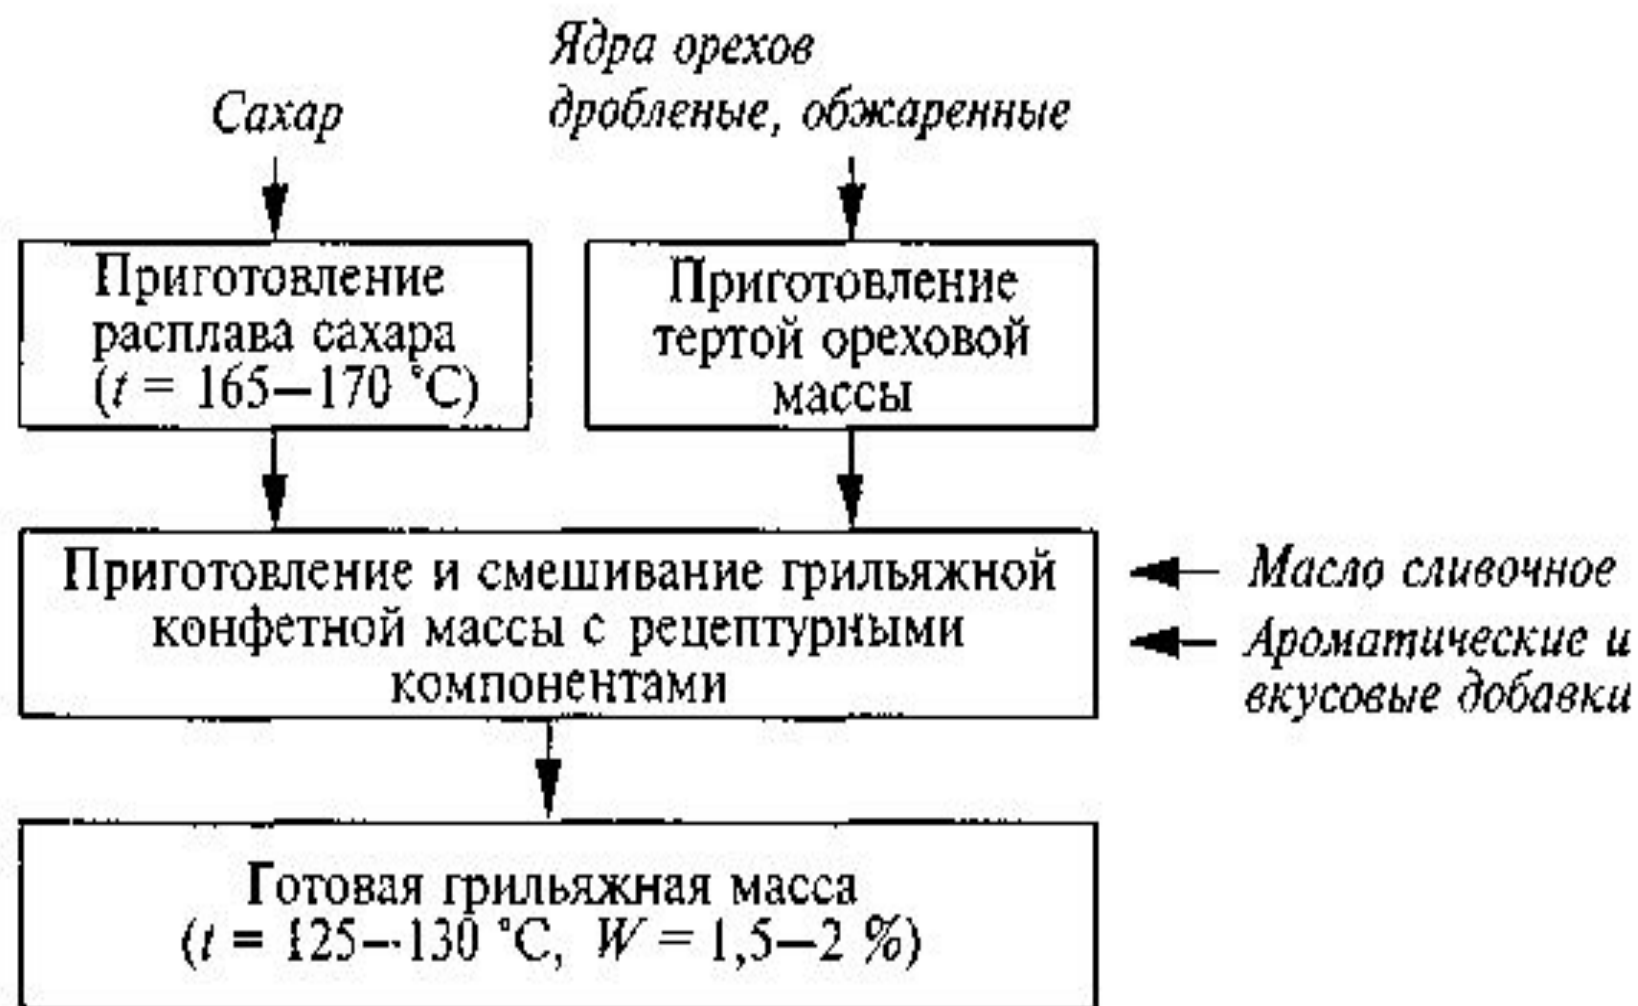 Сахар
Ядра орехов
дробленые, обжаренные
Приготовление
расплава сахара
(t = 165—170 °С)
Приготовление
тертой ореховой
массы
Приготовление и смешивание грильяжной
конфетной массы с рецептурными
компонентами
Масло сливочное
Ароматические и
вкусовые добавки
Готовая грильяжная масса
(t = 125—130 °С, W = 1,5—2 %)